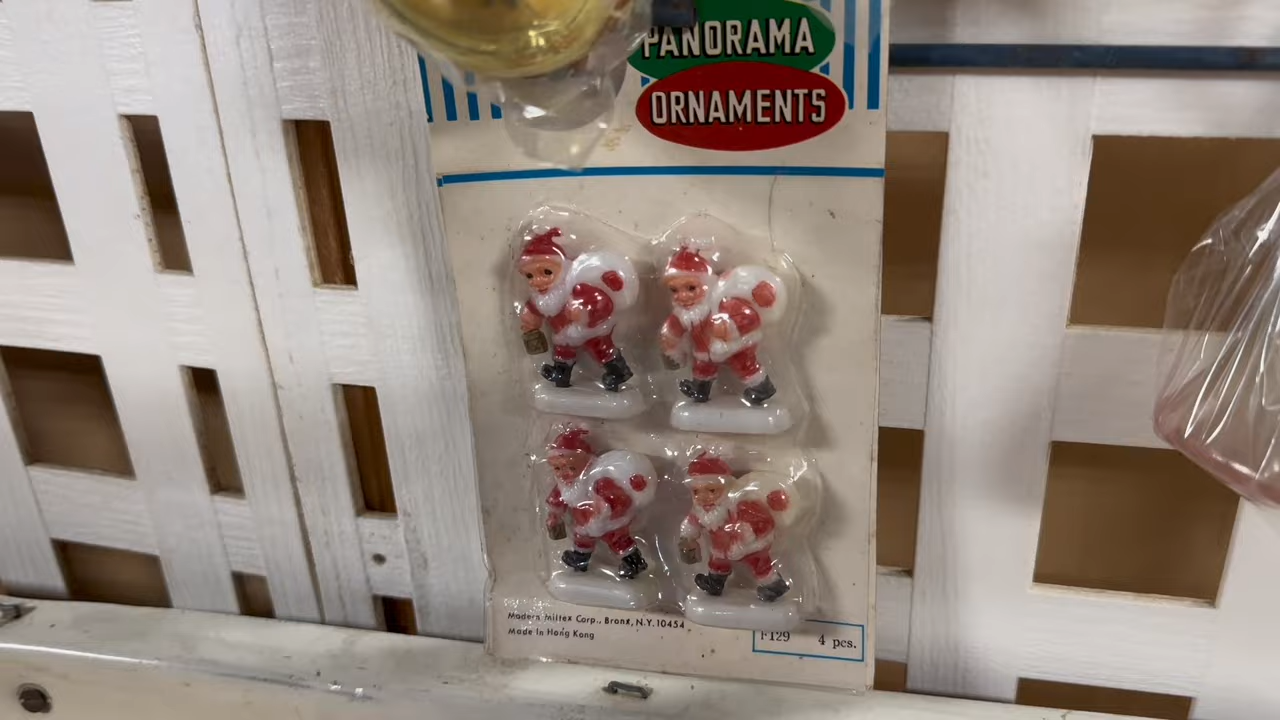 PANORAMA
ORNAMENTS
Modern Miltex Corp., Bronx, N.Y. 10454
Made In Hong Kong
F129 4 pcs.